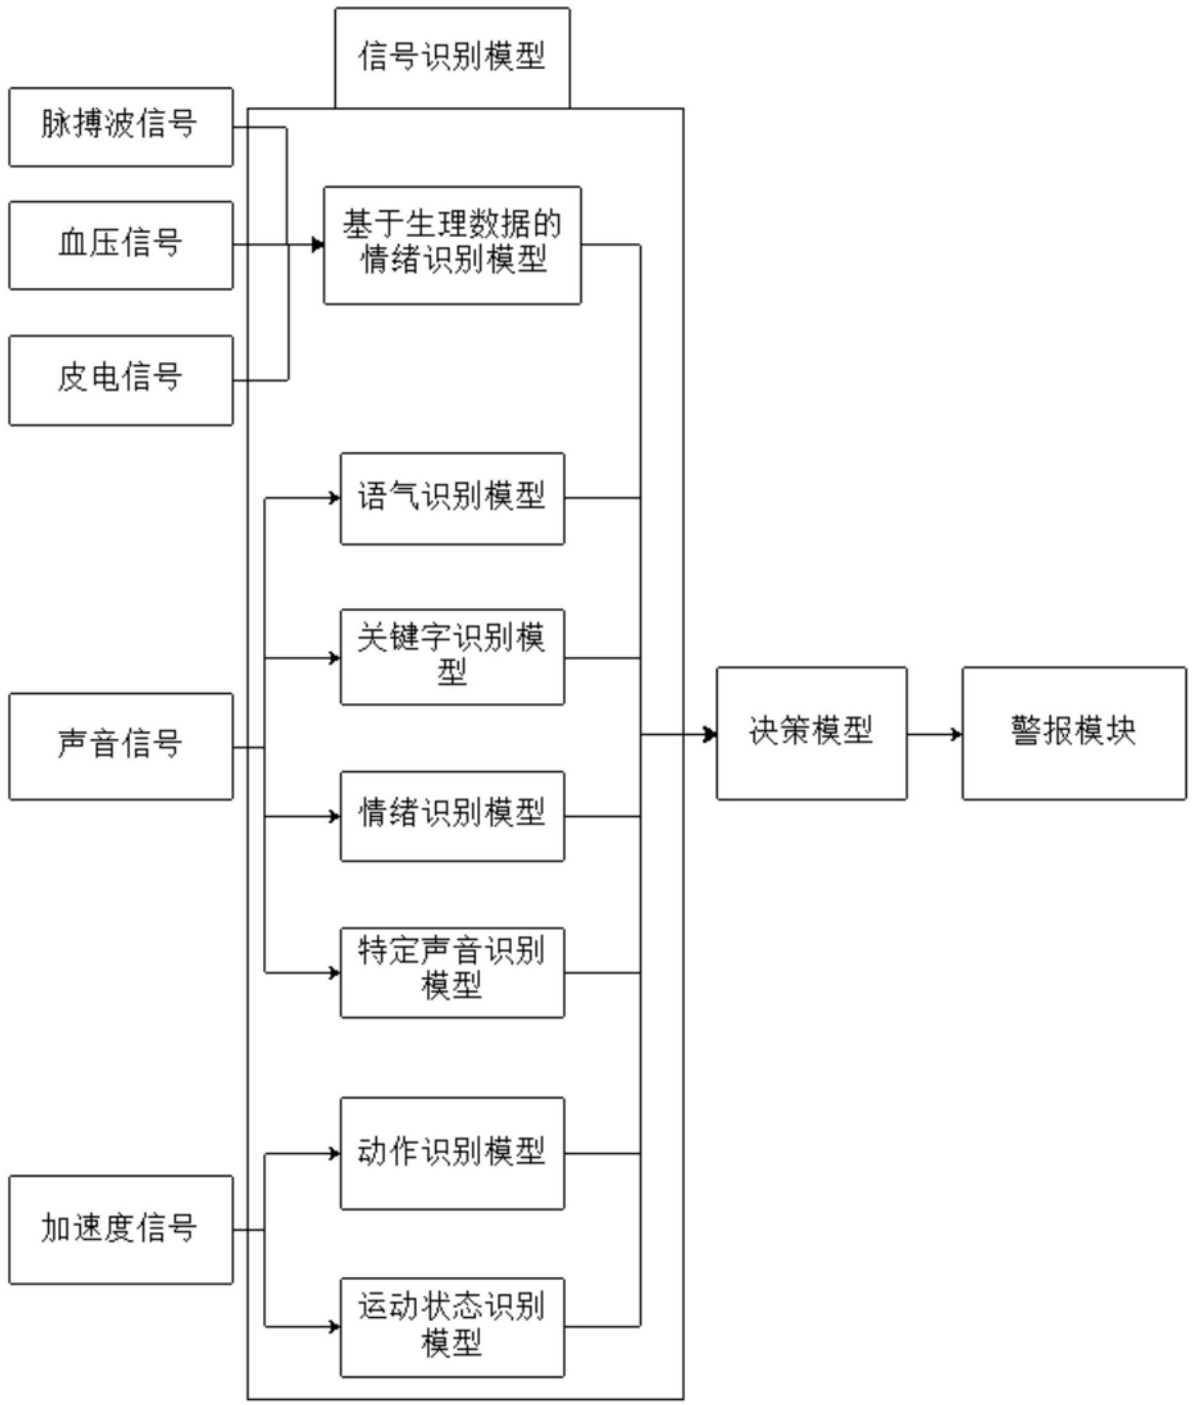 信号识别模型
脉搏波信号
血压信号
皮电信号
基于生理数据的
情绪识别模型
语气识别模型
关键字识别模
型
声音信号
情绪识别模型
特定声音识别
模型
决策模型
警报模块
加速度信号
动作识别模型
运动状态识别
模型